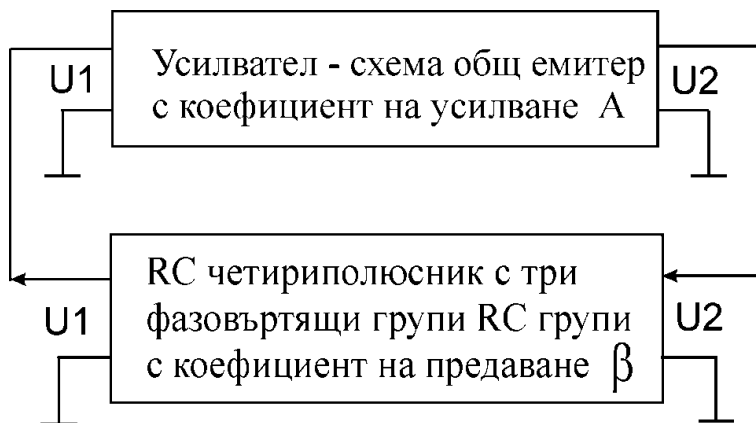 U1
Усилвател - схема общ емитер
с коефициент на усилване A
U2
U1
RC четириполюсник с три
фазовъртящи групи RC групи
с коефициент на предаване β
U2